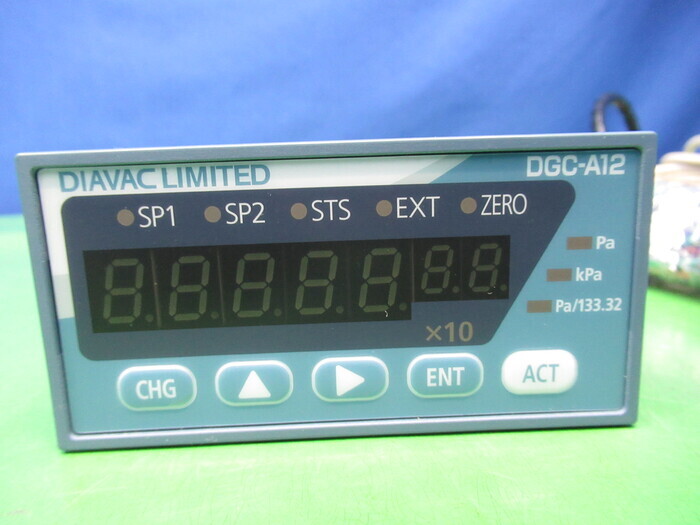 DIAVAC LIMITED
DGC-A12
SP1 SP2 STS EXT ZERO
Pa
kPa
Pa/133.32
×10
CHG ENT ACT